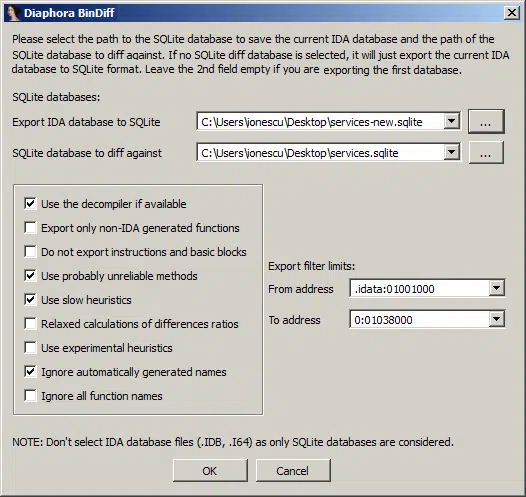 Diaphora BinDiff
Please select the path to the SQLite database to save the current IDA database and the path of the
SQLite database to diff against. If no SQLite diff database is selected, it will just export the current IDA
database to SQLite format. Leave the 2nd field empty if you are exporting the first database.
SQLite databases:
Export IDA database to SQLite C:\Users\ionescu\Desktop\services-new.sqlite ...
SQLite database to diff against C:\Users\ionescu\Desktop\services.sqlite ...
Use the decompiler if available
Export only non-IDA generated functions
Do not export instructions and basic blocks
Use probably unreliable methods
Use slow heuristics
Relaxed calculations of differences ratios
Use experimental heuristics
Ignore automatically generated names
Ignore all function names
Export filter limits:
From address .idata:01001000
To address 0:01038000
NOTE: Don't select IDA database files (.IDB, .I64) as only SQLite databases are considered.
OK Cancel